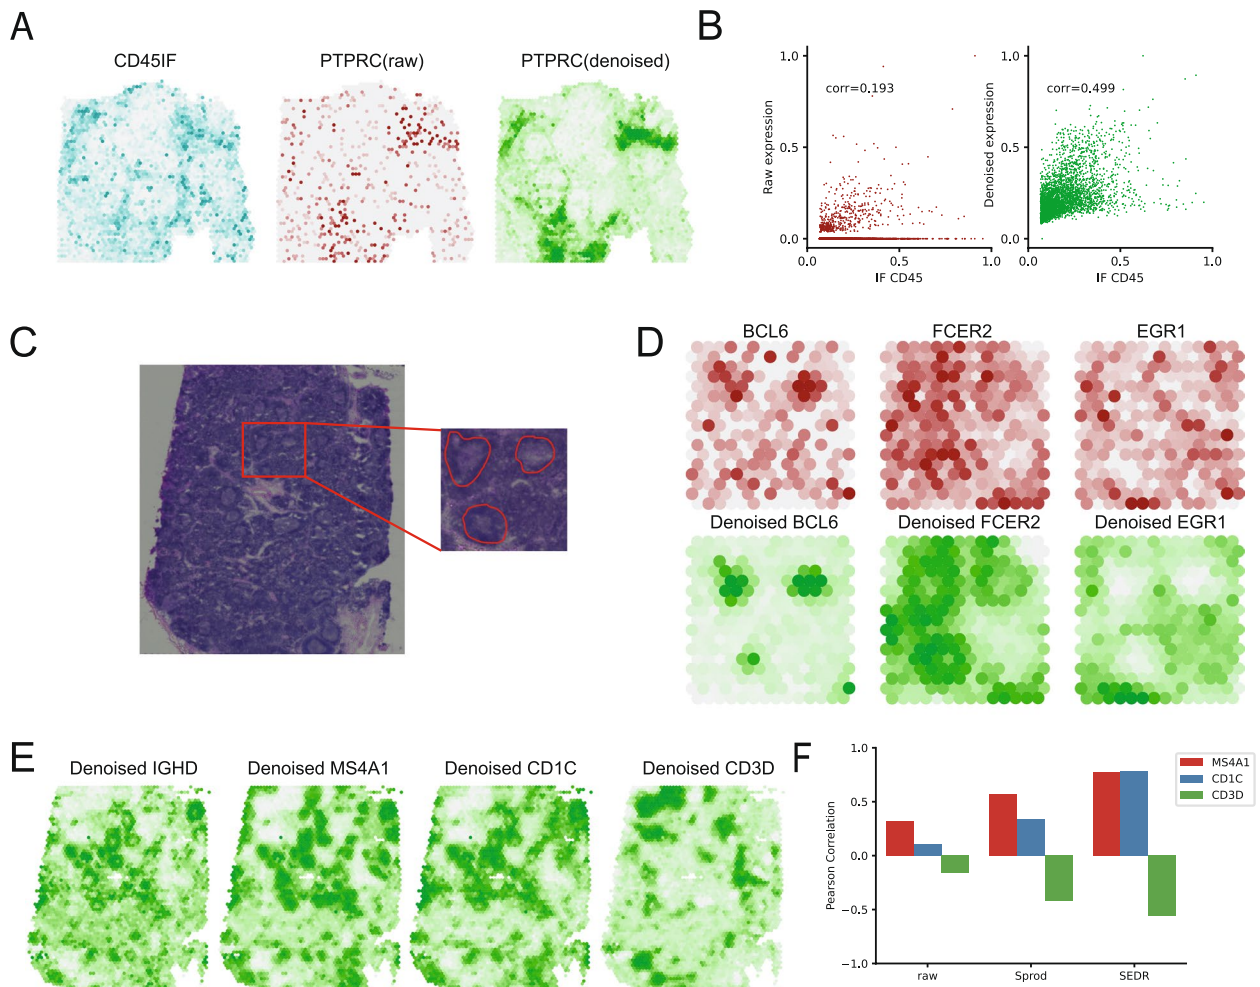 A
CD45IF
PTPRC(raw)
PTPRC(denoised)
B
1.0
0.5
0.0
Raw expression
corr=0.193
0.0
0.5
1.0
IF CD45
1.0
0.5
0.0
Denoised expression
corr=0.499
0.0
0.5
1.0
IF CD45
C
D
BCL6
FCER2
EGR1
Denoised BCL6
Denoised FCER2
Denoised EGR1
E
Denoised IGHD
Denoised MS4A1
Denoised CD1C
Denoised CD3D
F
1.0
0.5
0.0
−0.5
−1.0
Pearson Correlation
raw
Sprod
SEDR
MS4A1
CD1C
CD3D